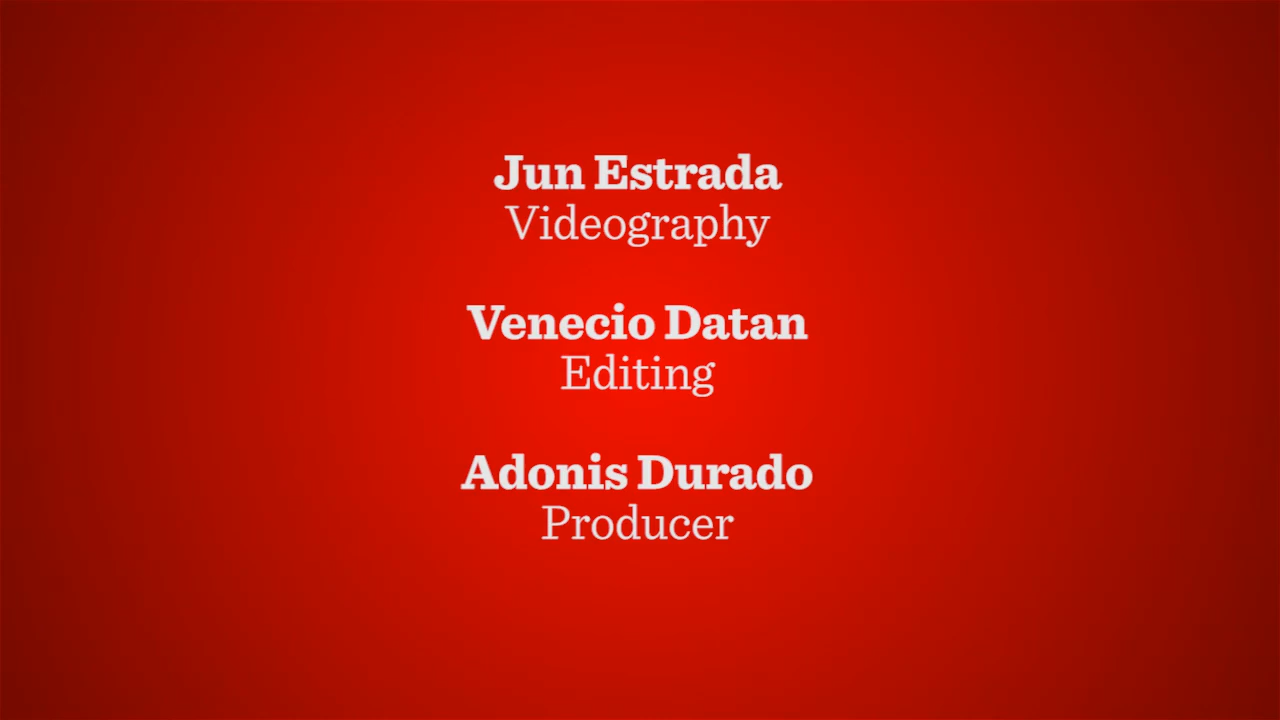 Jun Estrada
Videography
Venecio Datan
Editing
Adonis Durado
Producer